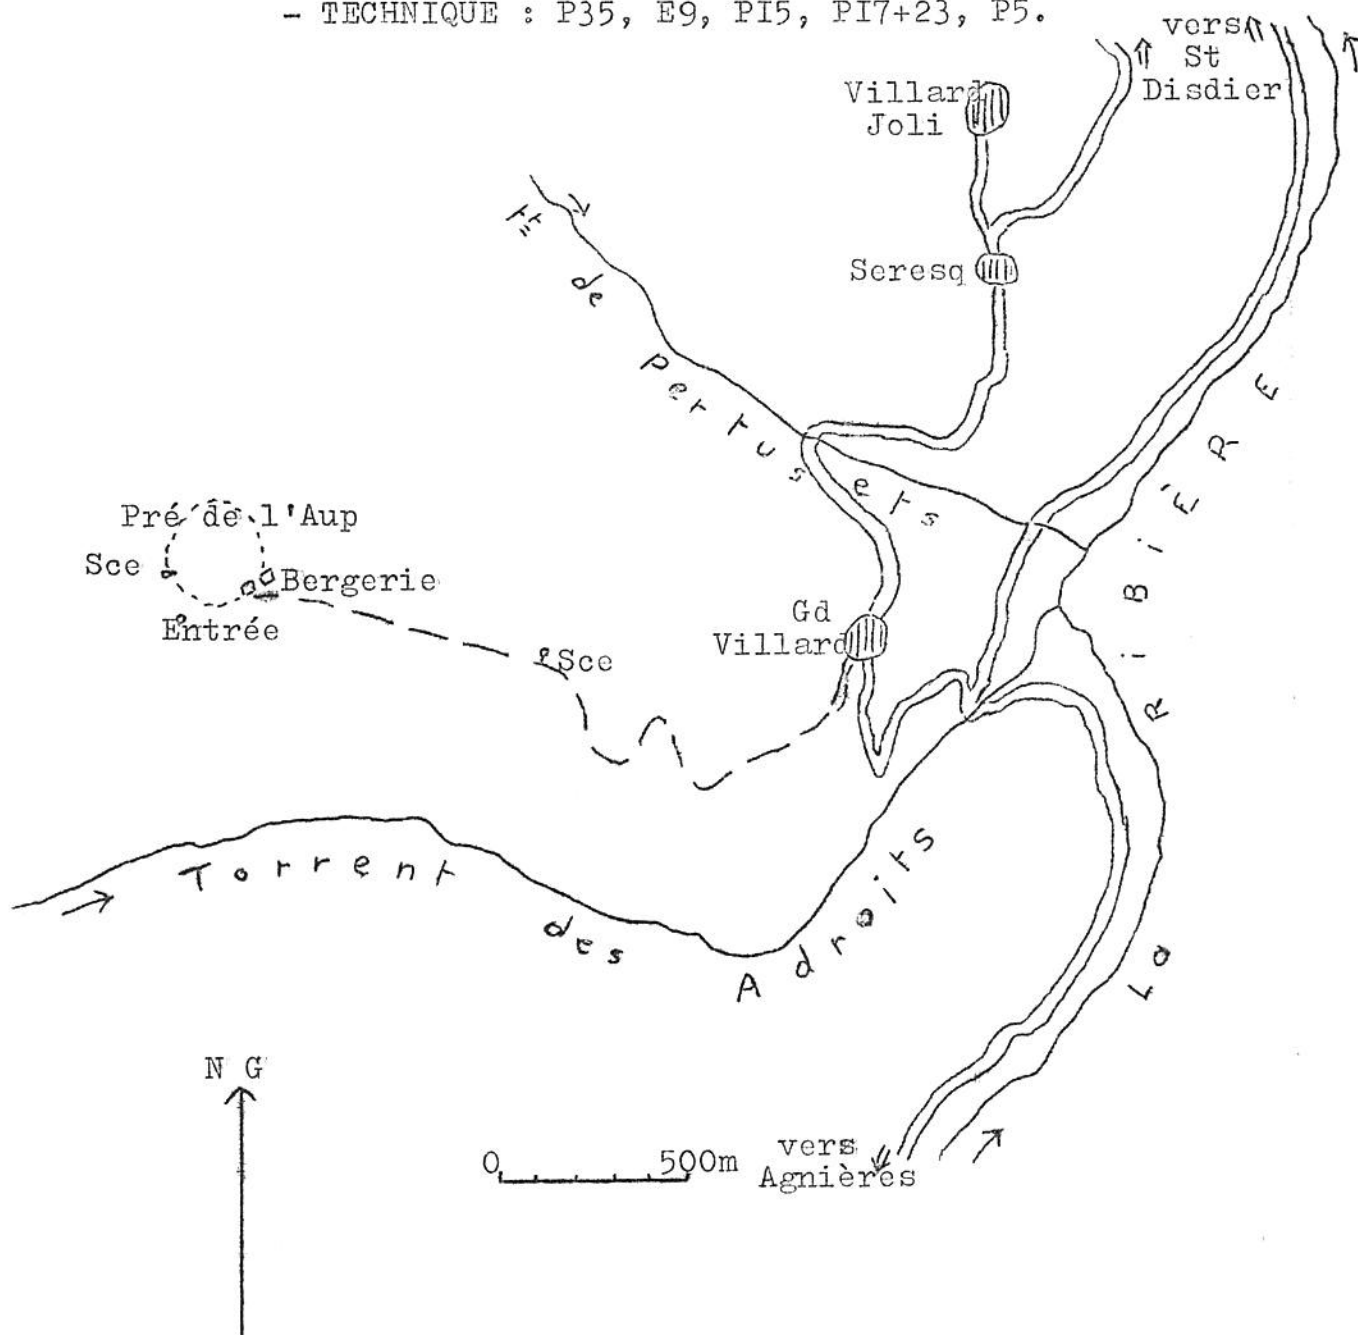 - TECHNIQUE : P35, E9, PI5, PI7+23, P5.
vers
St
Disdier
Villard
Joli
Tt de Pertusets
Seresq
Pré de l'Aup
Sce
Bergerie
Entrée
Sce
Gd
Villard
La RiBiÉRE
Torrent des Adroits
N G
0 500m
vers
Agnières